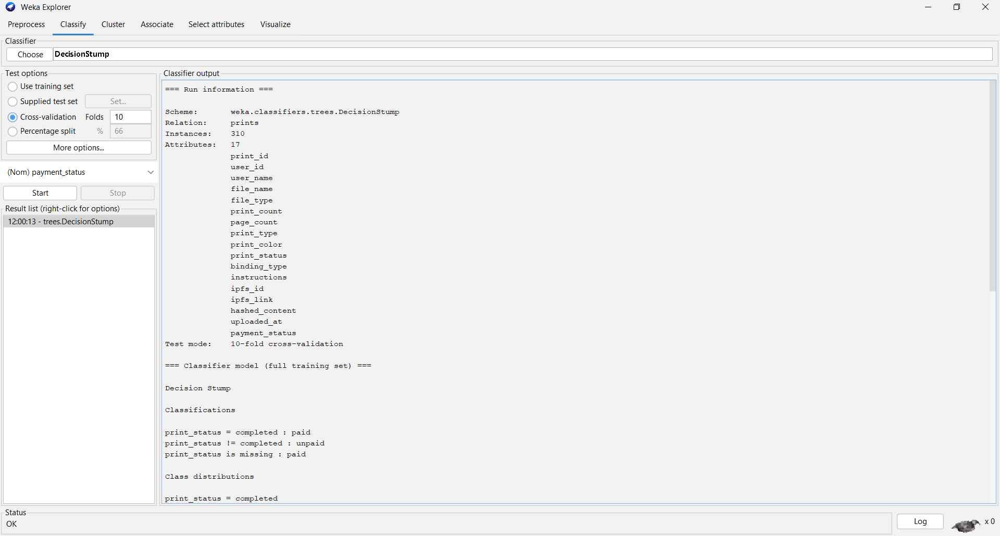 Weka Explorer
Preprocess Classify Cluster Associate Select attributes Visualize
Classifier
Choose DecisionStump
Test options
Use training set
Supplied test set Set...
Cross-validation Folds 10
Percentage split % 66
More options...
(Nom) payment_status
Start Stop
Result list (right-click for options)
12:00:13 - trees.DecisionStump
Classifier output
=== Run information ===
Scheme: weka.classifiers.trees.DecisionStump
Relation: prints
Instances: 310
Attributes: 17
print_id
user_id
user_name
file_name
file_type
print_count
page_count
print_type
print_color
print_status
binding_type
instructions
ipfs_id
ipfs_link
hashed_content
uploaded_at
payment_status
Test mode: 10-fold cross-validation
=== Classifier model (full training set) ===
Decision Stump
Classifications
print_status = completed : paid
print_status != completed : unpaid
print_status is missing : paid
Class distributions
print_status = completed
Status
OK
Log x 0